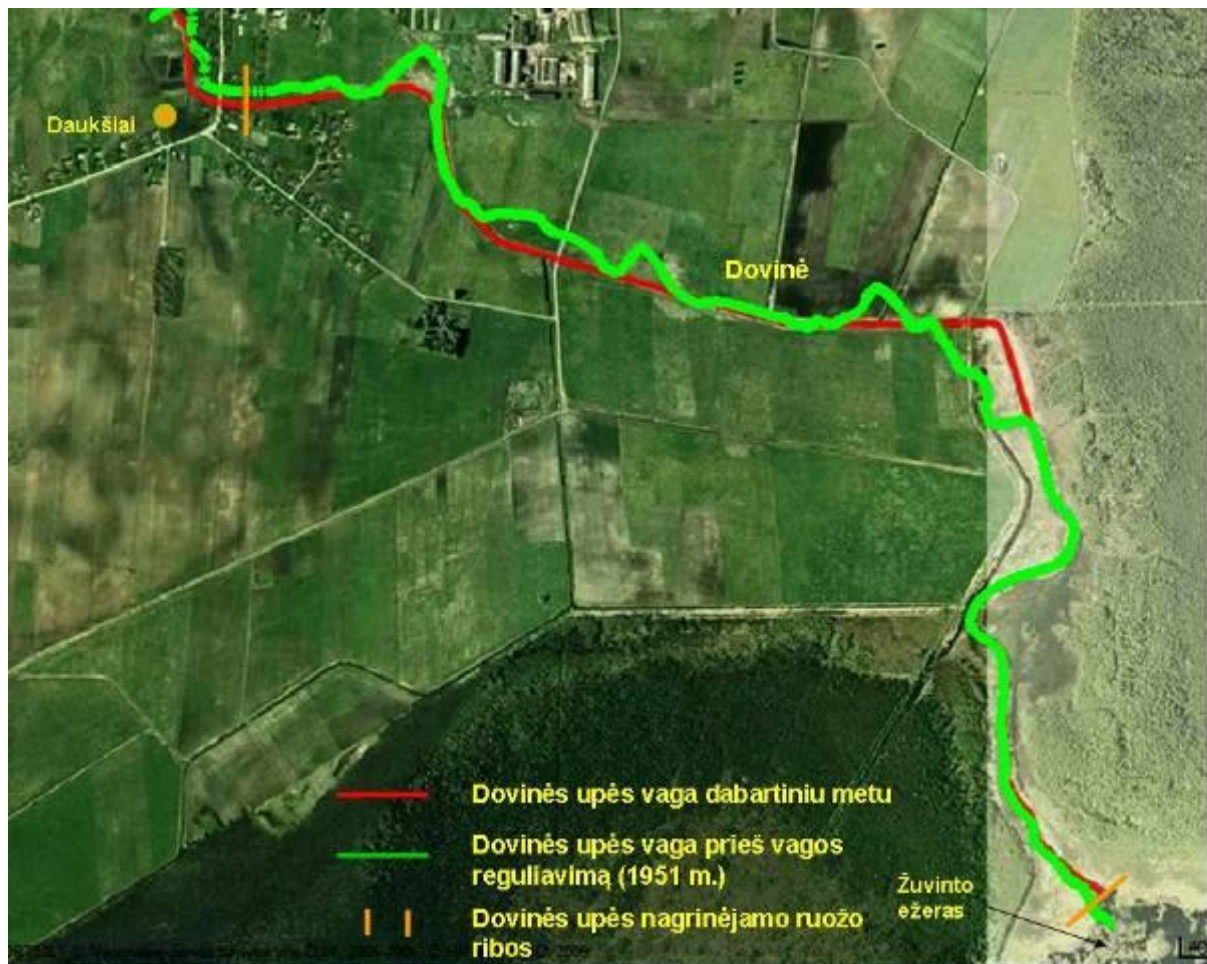 Daukšiai
Dovinė
Dovinės upės vaga dabartiniu metu
Dovinės upės vaga prieš vagos
reguliavimą (1951 m.)
Žuvinto
ežeras
Dovinės upės nagrinėjamo ruožo
ribos